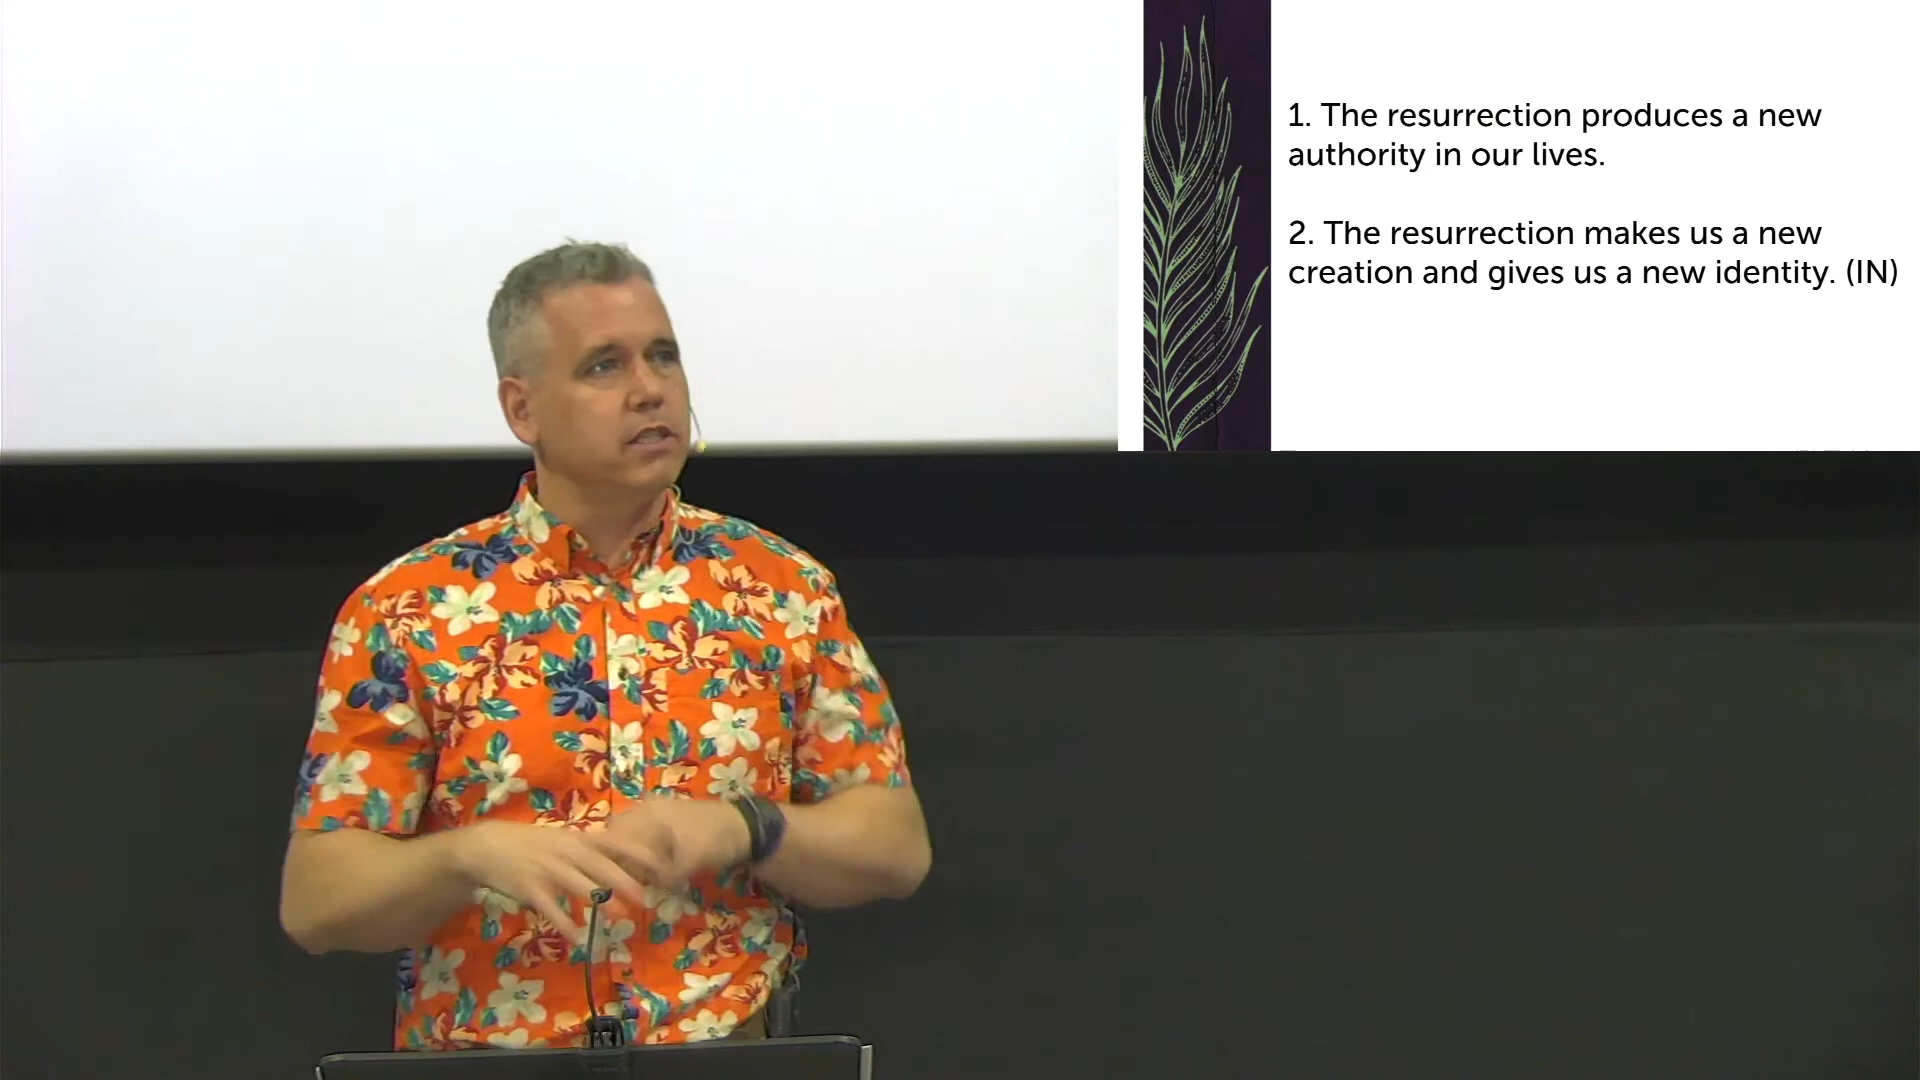 1. The resurrection produces a new
authority in our lives.
2. The resurrection makes us a new
creation and gives us a new identity. (IN)